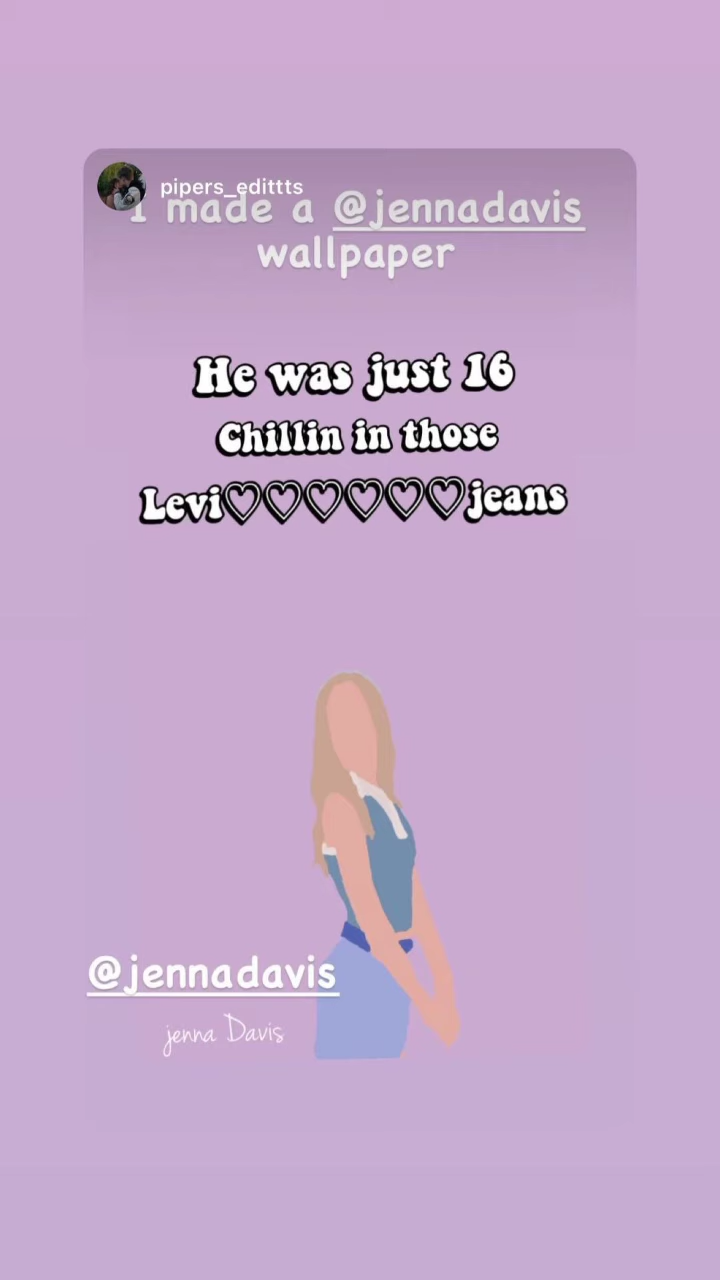 pipers_edittts
I made a @jennadavis
wallpaper
He was just 16
Chillin in those
Levi♡♡♡♡♡♡jeans
@jennadavis
jenna Davis